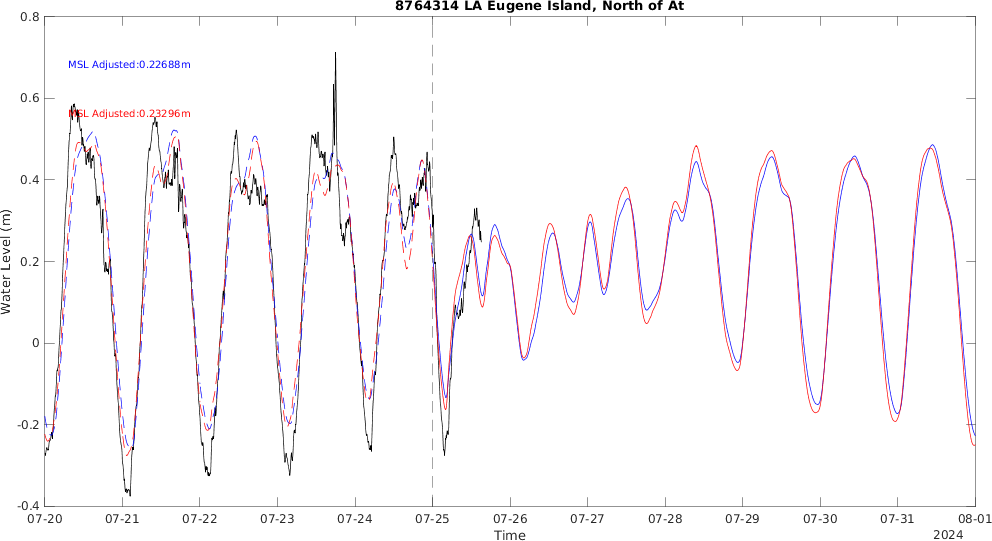 8764314 LA Eugene Island, North of At
MSL Adjusted:0.22688m
MSL Adjusted:0.23296m
Water Level (m)
0.8
0.6
0.4
0.2
0
-0.2
-0.4
07-20 07-21 07-22 07-23 07-24 07-25 07-26 07-27 07-28 07-29 07-30 07-31 08-01
Time
2024